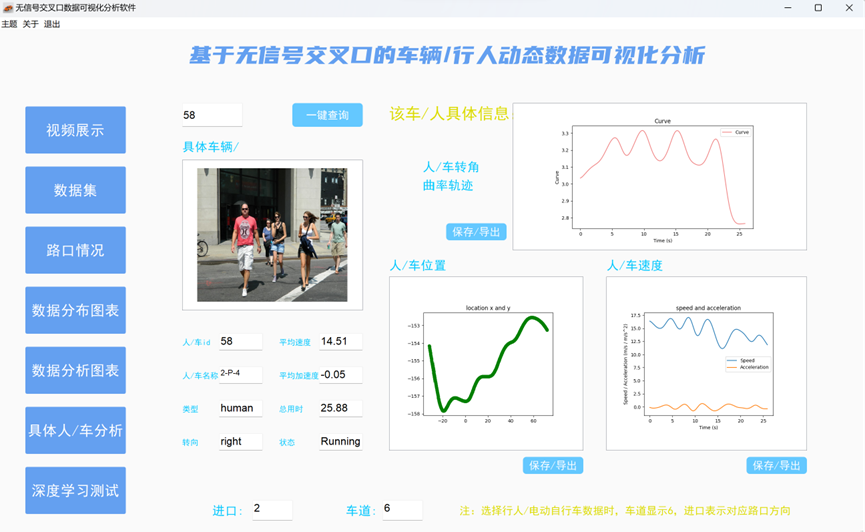 无信号交叉口数据可视化分析软件
主题 关于 退出
基于无信号交叉口的车辆/行人动态数据可视化分析
视频展示
数据集
路口情况
数据分布图表
数据分析图表
具体人/车分析
深度学习测试
58
一键查询
具体车辆/
人/车id 58
平均速度 14.51
人/车名称 2-P-4
平均加速度 -0.05
类型 human
总用时 25.88
转向 right
状态 Running
进口: 2
车道: 6
该车/人具体信息
人/车转角
曲率轨迹
保存/导出
Curve
Curve
Curve
3.3
3.2
3.1
3.0
2.9
2.8
0 5 10 15 20 25
Time (s)
人/车位置
location x and y
−153
−154
−155
−156
−157
−158
−20 0 20 40 60
保存/导出
人/车速度
speed and acceleration
Speed / Acceleration (m/s / m/s^2)
17.5
15.0
12.5
10.0
7.5
5.0
2.5
0.0
Speed
Acceleration
0 5 10 15 20 25
Time (s)
保存/导出
注: 选择行人/电动自行车数据时, 车道显示6, 进口表示对应路口方向